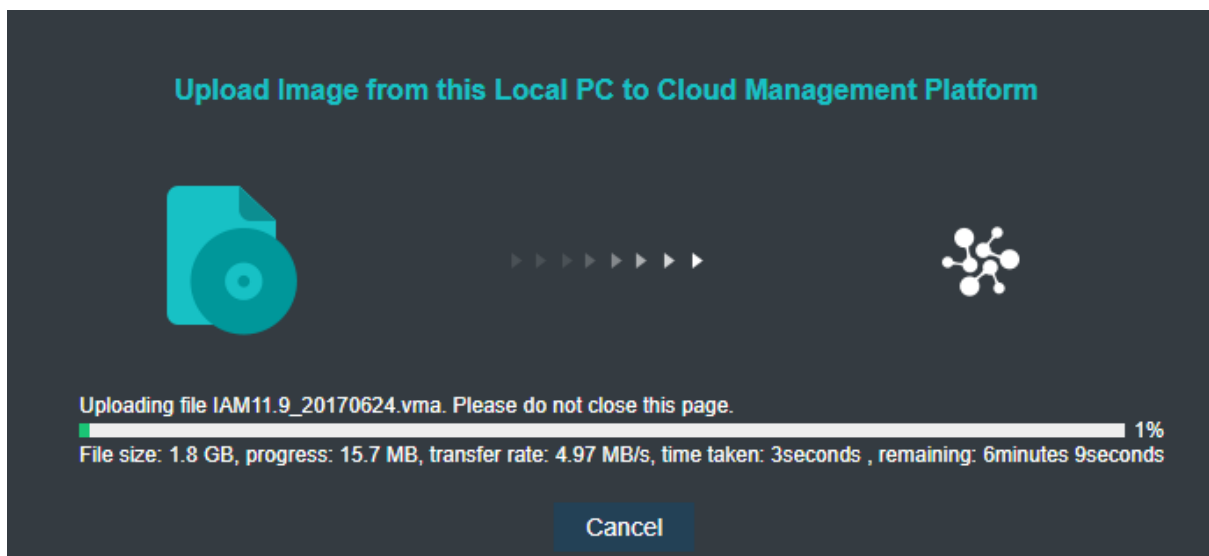 Upload Image from this Local PC to Cloud Management Platform
Uploading file IAM11.9_20170624.vma. Please do not close this page.
1%
File size: 1.8 GB, progress: 15.7 MB, transfer rate: 4.97 MB/s, time taken: 3seconds , remaining: 6minutes 9seconds
Cancel